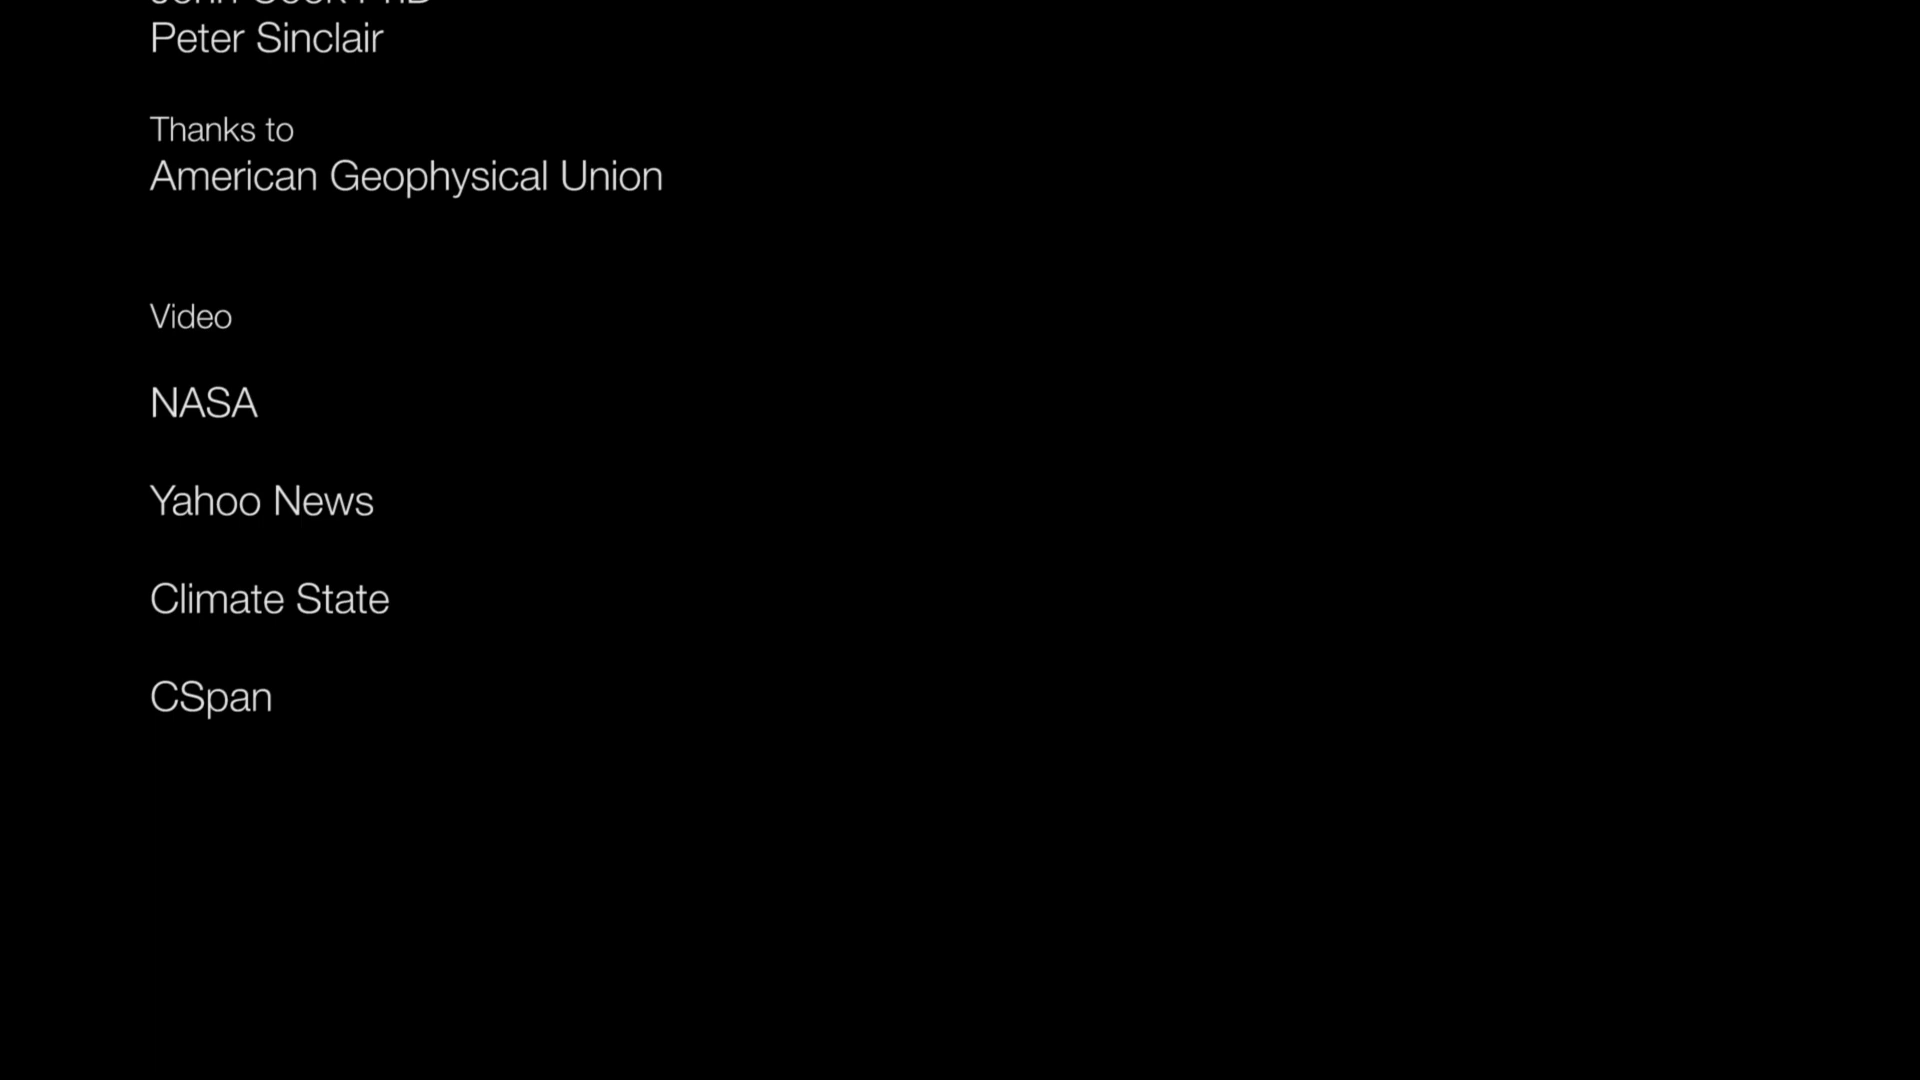 Peter Sinclair
Thanks to
American Geophysical Union
Video
NASA
Yahoo News
Climate State
CSpan